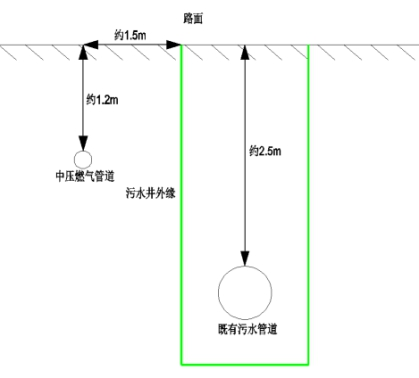 路面
约1.5m
约1.2m
约2.5m
中压燃气管道
污水井外缘
既有污水管道